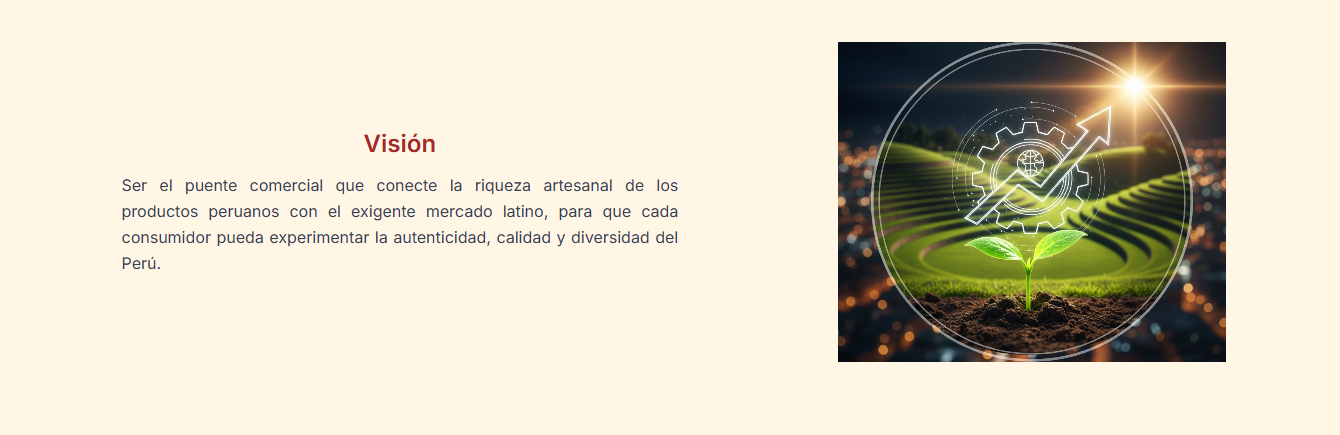 Visión
Ser el puente comercial que conecte la riqueza artesanal de los
productos peruanos con el exigente mercado latino, para que cada
consumidor pueda experimentar la autenticidad, calidad y diversidad del
Perú.